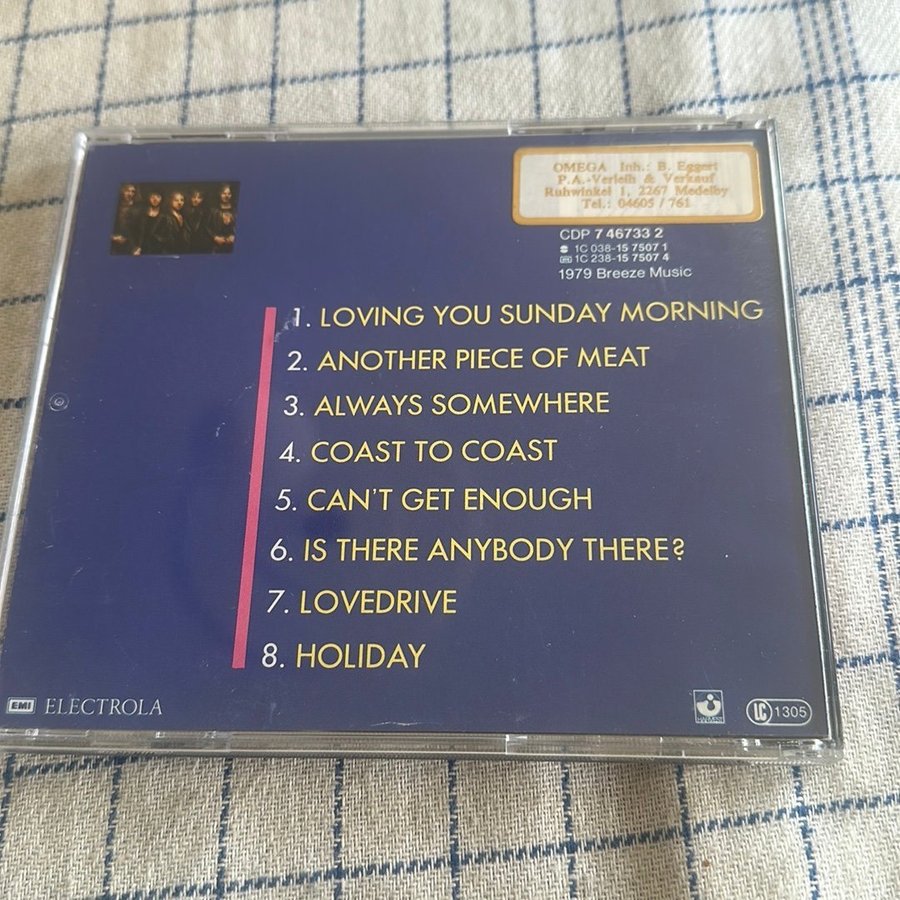 OMEGA Inh.: B. Eggert
P.A.-Verleih & Verkauf
Ruhwinkel 1, 2267 Medelby
Tel.: 04605 / 761
CDP 7 46733 2
1C 038-15 7507 1
1C 238-15 7507 4
1979 Breeze Music
1. LOVING YOU SUNDAY MORNING
2. ANOTHER PIECE OF MEAT
3. ALWAYS SOMEWHERE
4. COAST TO COAST
5. CAN'T GET ENOUGH
6. IS THERE ANYBODY THERE?
7. LOVEDRIVE
8. HOLIDAY
EMI ELECTROLA
HARVEST
LC 1305